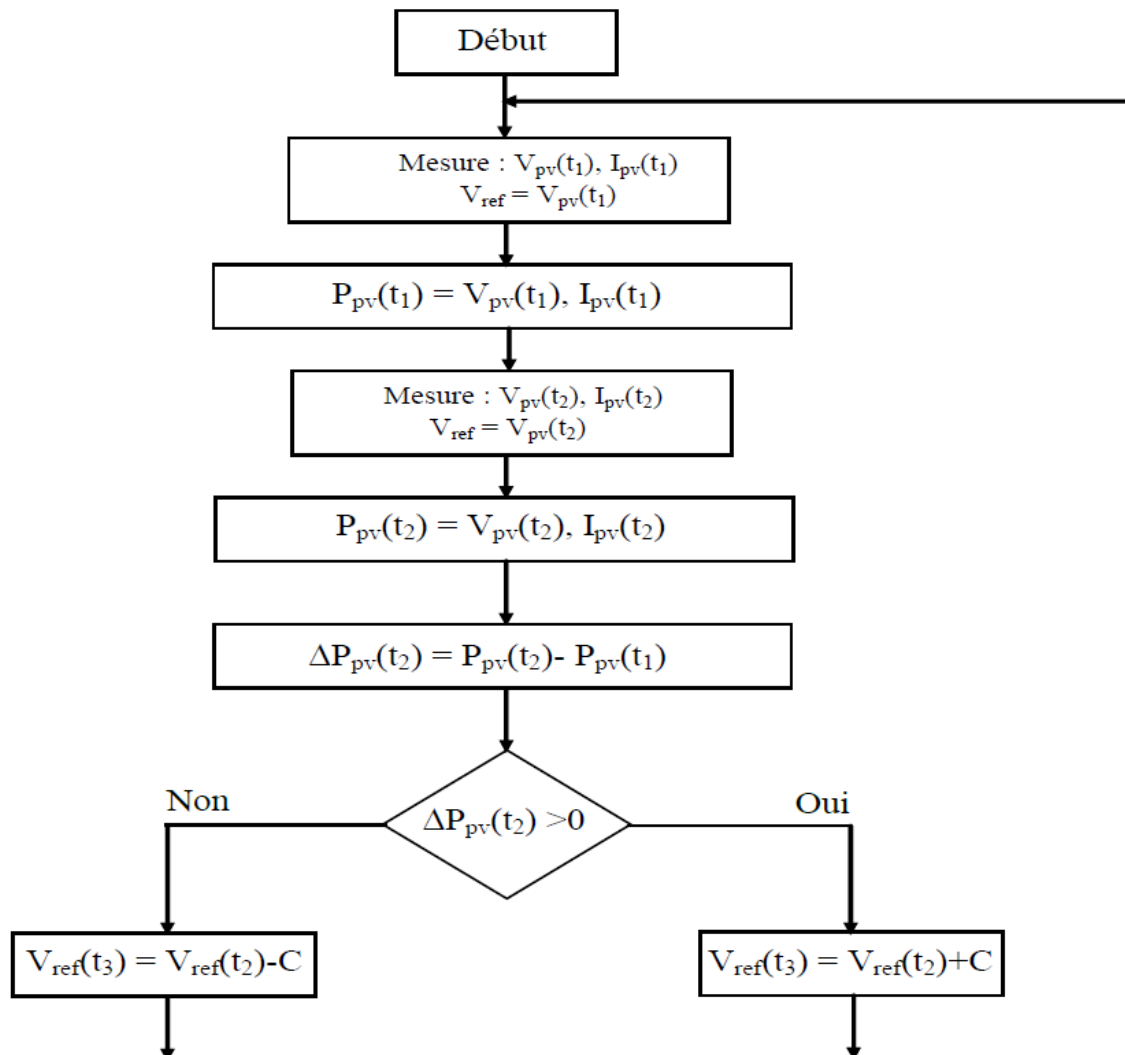 Début
Mesure : Vpv(t1), Ipv(t1)
Vref = Vpv(t1)
Ppv(t1) = Vpv(t1), Ipv(t1)
Mesure : Vpv(t2), Ipv(t2)
Vref = Vpv(t2)
Ppv(t2) = Vpv(t2), Ipv(t2)
ΔPpv(t2) = Ppv(t2)- Ppv(t1)
Non
ΔPpv(t2) >0
Oui
Vref(t3) = Vref(t2)-C
Vref(t3) = Vref(t2)+C